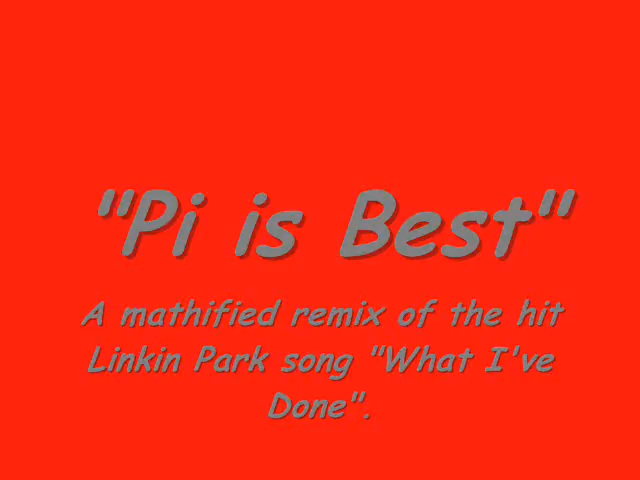 "Pi is Best"
A mathified remix of the hit
Linkin Park song "What I've
Done".